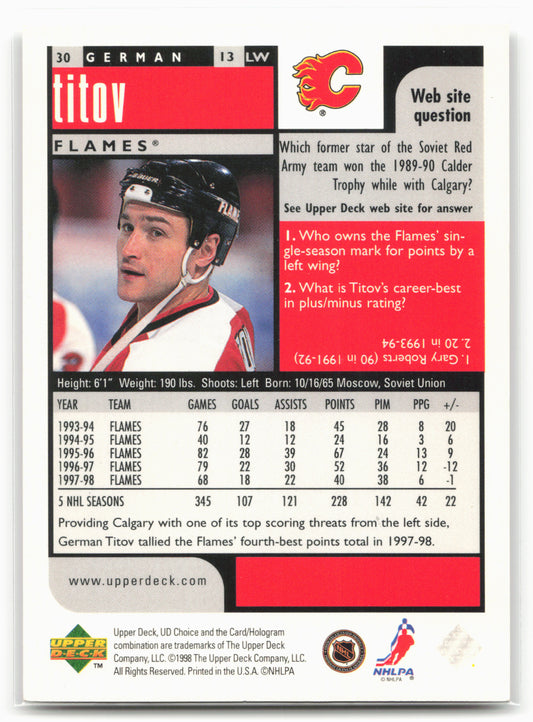 30 GERMAN 13 LW
titov
FLAMES®
C
®
BAUER
FLAM
Web site
question
Which former star of the Soviet Red
Army team won the 1989-90 Calder
Trophy while with Calgary?
See Upper Deck web site for answer
1. Who owns the Flames' sin-
gle-season mark for points by a
left wing?
2. What is Titov's career-best
in plus/minus rating?
1. Gary Roberts (90 in 1991-92)
2. 20 in 1993-94
Height: 6'1" Weight: 190 lbs. Shoots: Left Born: 10/16/65 Moscow, Soviet Union
YEAR TEAM GAMES GOALS ASSISTS POINTS PIM PPG +/-
1993-94 FLAMES 76 27 18 45 28 8 20
1994-95 FLAMES 40 12 12 24 16 3 6
1995-96 FLAMES 82 28 39 67 24 13 9
1996-97 FLAMES 79 22 30 52 36 12 -12
1997-98 FLAMES 68 18 22 40 38 6 -1
5 NHL SEASONS 345 107 121 228 142 42 22
Providing Calgary with one of its top scoring threats from the left side,
German Titov tallied the Flames' fourth-best points total in 1997-98.
www.upperdeck.com
UPPER
DECK
™
Upper Deck, UD Choice and the Card/Hologram
combination are trademarks of The Upper Deck
Company, LLC. ©1998 The Upper Deck Company, LLC.
All Rights Reserved. Printed in the U.S.A. ©NHLPA
NHL
NHLPA
© NHLPA